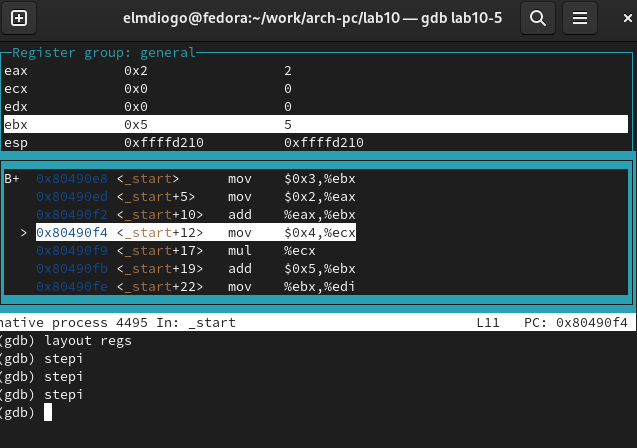 elmdiogo@fedora:~/work/arch-pc/lab10 — gdb lab10-5
Register group: general
eax 0x2 2
ecx 0x0 0
edx 0x0 0
ebx 0x5 5
esp 0xffffd210 0xffffd210
B+ 0x80490e8 <_start> mov $0x3,%ebx
0x80490ed <_start+5> mov $0x2,%eax
0x80490f2 <_start+10> add %eax,%ebx
> 0x80490f4 <_start+12> mov $0x4,%ecx
0x80490f9 <_start+17> mul %ecx
0x80490fb <_start+19> add $0x5,%ebx
0x80490fe <_start+22> mov %ebx,%edi
native process 4495 In: _start L11 PC: 0x80490f4
(gdb) layout regs
(gdb) stepi
(gdb) stepi
(gdb) stepi
(gdb)